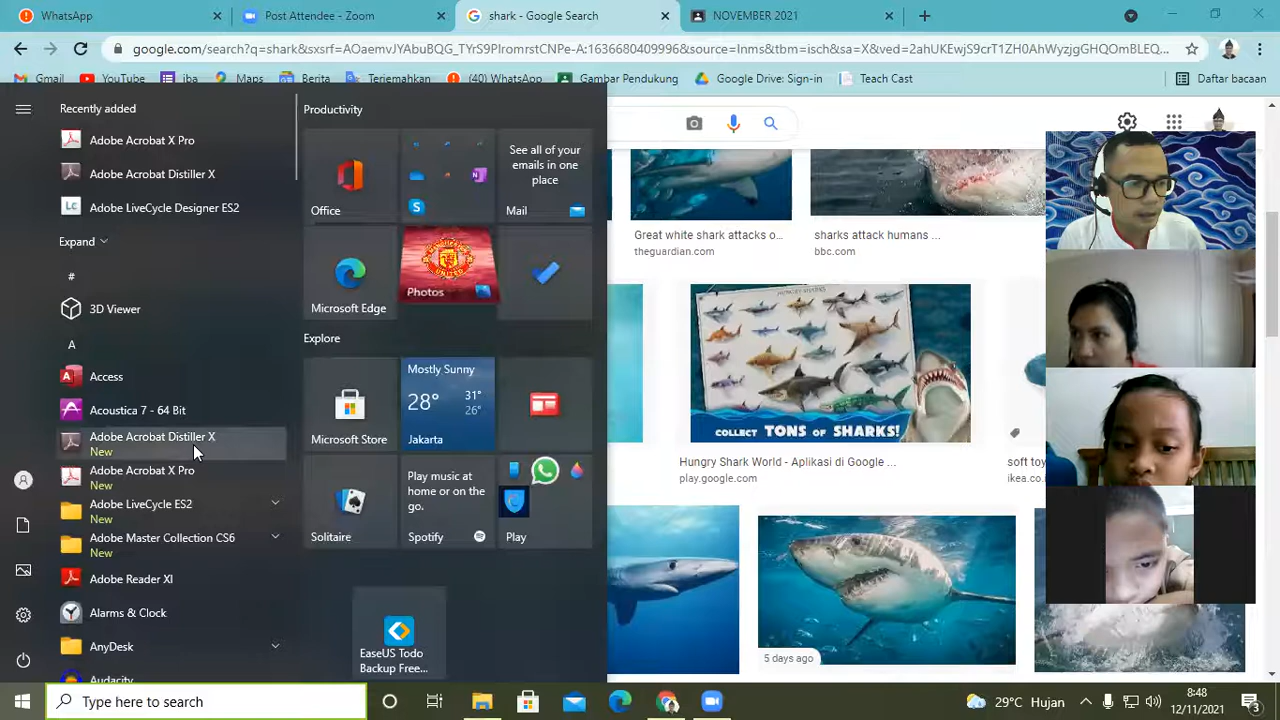 WhatsApp
Post Attendee - Zoom
shark - Google Search
NOVEMBER 2021
google.com/search?q=shark&sxsrf=AOaemvJYAbuBQG_TYrS9PlromrstCNPe-A:1636680409996&source=lnms&tbm=isch&sa=X&ved=2ahUKEwjS9crT1ZH0AhWyzjgGHQOmBLEQ...
Gmail
YouTube
iba
Maps
Berita
Terjemahkan
(40) WhatsApp
Gambar Pendukung
Google Drive: Sign-in
Teach Cast
Daftar bacaan
Recently added
Adobe Acrobat X Pro
Adobe Acrobat Distiller X
Lc
Adobe LiveCycle Designer ES2
Expand
#
3D Viewer
A
Access
Acoustica 7 - 64 Bit
Adobe Acrobat Distiller X
New
Adobe Acrobat X Pro
New
Adobe LiveCycle ES2
New
Adobe Master Collection CS6
New
Adobe Reader XI
Alarms & Clock
AnyDesk
Audacity
Productivity
Office
See all of your
emails in one
place
Mail
Microsoft Edge
Photos
Explore
Microsoft Store
Mostly Sunny
28°
31°
26°
Jakarta
Solitaire
Play music at
home or on the
go.
Spotify
Play
EaseUS Todo
Backup Free...
Great white shark attacks o...
theguardian.com
sharks attack humans ...
bbc.com
COLLECT TONS OF SHARKS!
Hungry Shark World - Aplikasi di Google ...
play.google.com
soft toy
ikea.co.i
5 days ago
Type here to search
29°C Hujan
8:48
12/11/2021
3